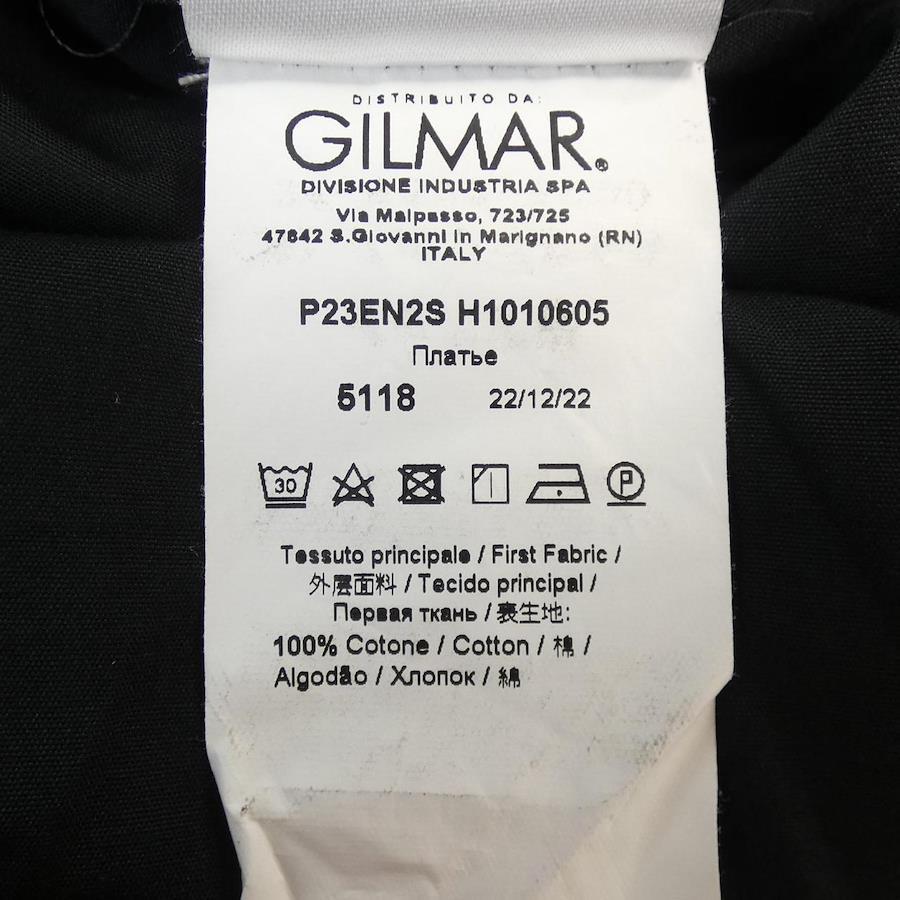 DISTRIBUITO DA:
GILMAR®
DIVISIONE INDUSTRIA SPA
Via Malpasso, 723/725
47842 S.Giovanni in Marignano (RN)
ITALY
P23EN2S H1010605
Платье
5118 22/12/22
30 P
Tessuto principale / First Fabric /
外層面料 / Tecido principal /
Первая ткань / 表生地:
100% Cotone / Cotton / 棉 /
Algodão / Хлопок / 綿